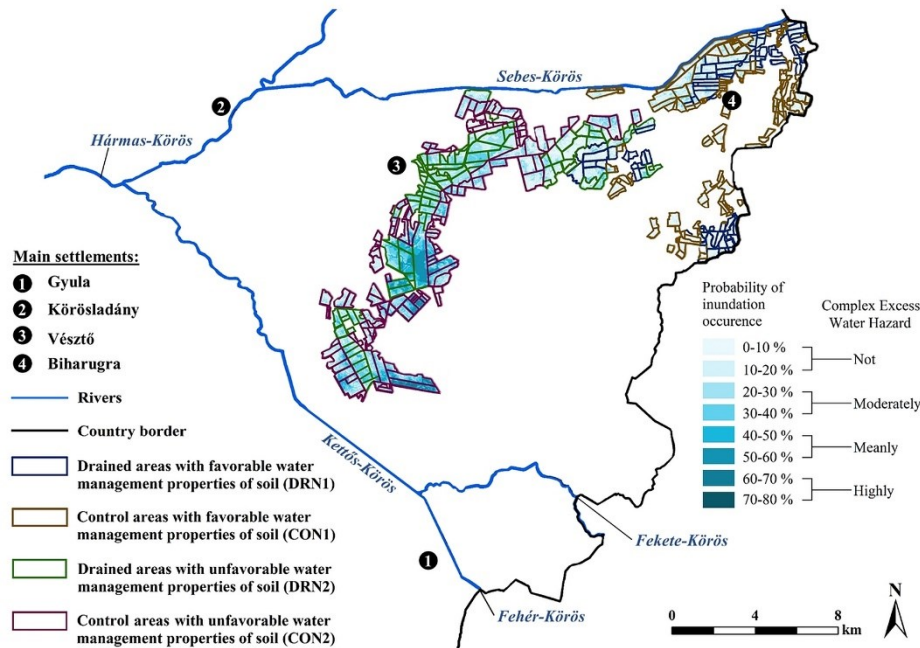 Sebes-Körös
Hármas-Körös
2
4
3
Main settlements:
1 Gyula
2 Körösladány
3 Vésztő
4 Biharugra
Rivers
Country border
Drained areas with favorable water
management properties of soil (DRN1)
Control areas with favorable water
management properties of soil (CON1)
Drained areas with unfavorable water
management properties of soil (DRN2)
Control areas with unfavorable water
management properties of soil (CON2)
Kettős-Körös
1
Fekete-Körös
Fehér-Körös
Probability of
inundation
occurence
Complex Excess
Water Hazard
0-10 %
10-20 %
Not
20-30 %
30-40 %
Moderately
40-50 %
50-60 %
Meanly
60-70 %
70-80 %
Highly
N
0 4 8
km